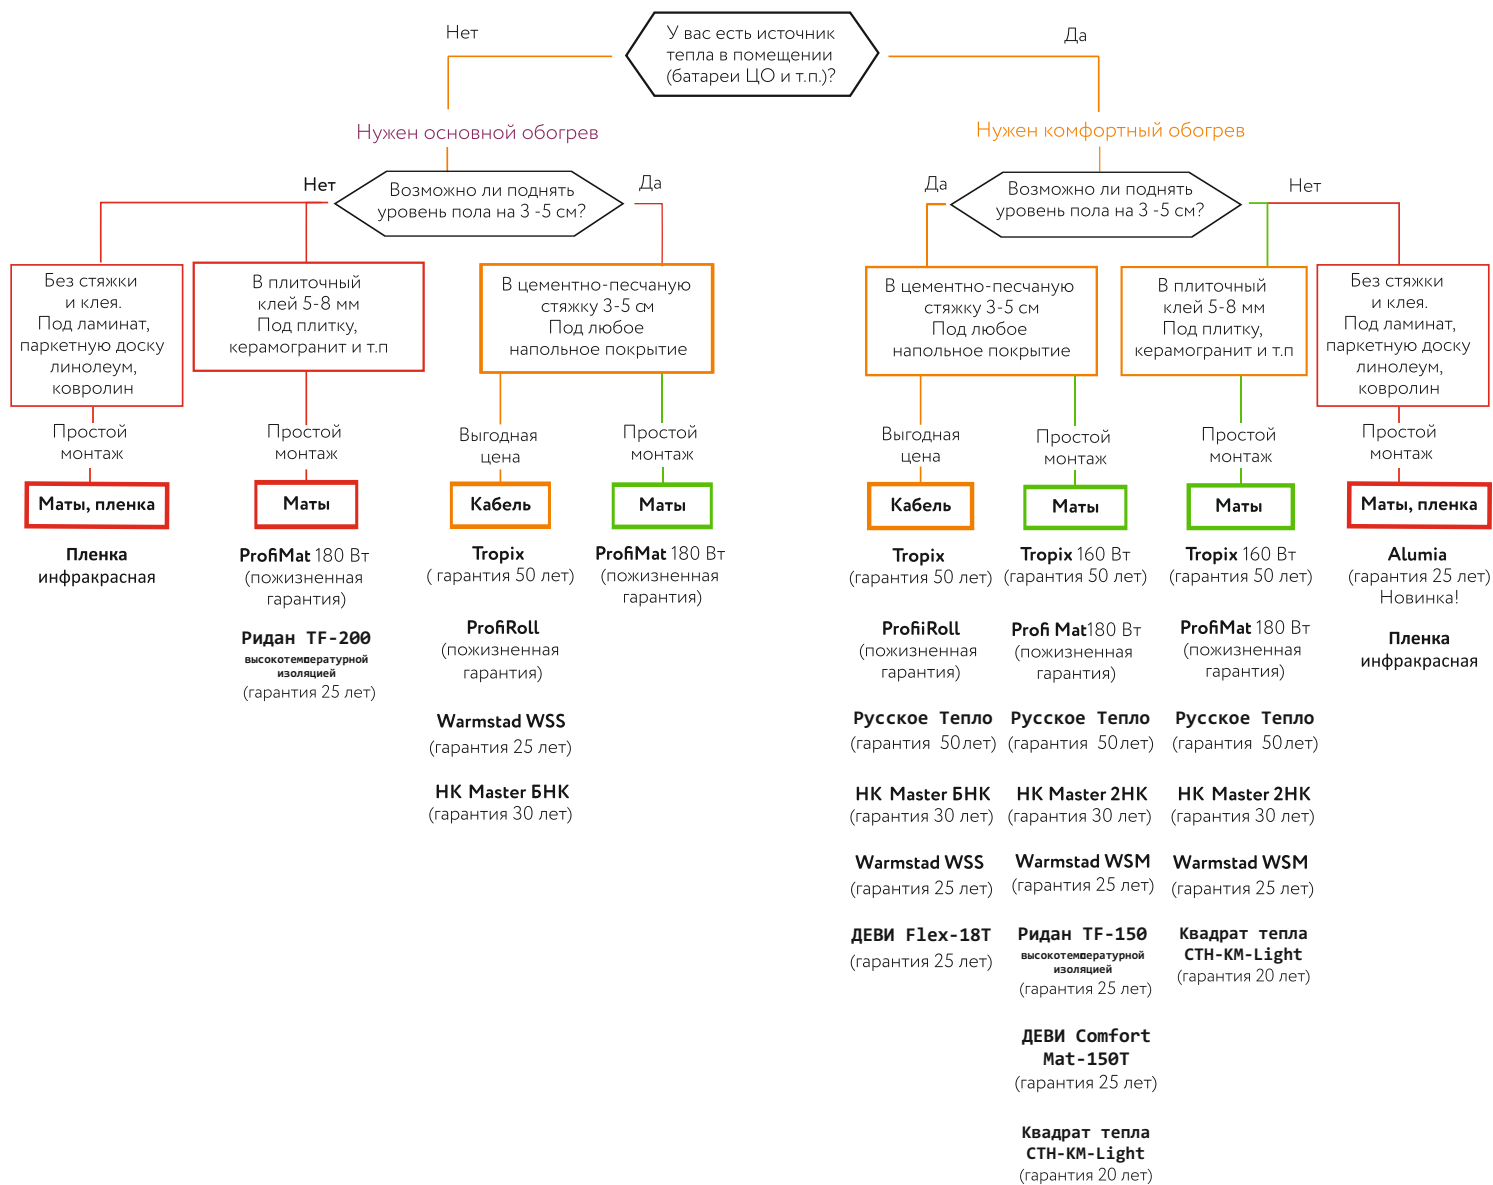 У вас есть источник
тепла в помещении
(батареи ЦО и т.п.)?
Нет
Да
Нужен основной обогрев
Нужен комфортный обогрев
Нет
Возможно ли поднять
уровень пола на 3 -5 см?
Да
Да
Возможно ли поднять
уровень пола на 3 -5 см?
Нет
Без стяжки
и клея.
Под ламинат,
паркетную доску
линолеум,
ковролин
Простой
монтаж
Маты, пленка
Пленка
инфракрасная
В плиточный
клей 5-8 мм
Под плитку,
керамогранит и т.п
Простой
монтаж
Маты
ProfiMat 180 Вт
(пожизненная
гарантия)
Ридан TF-200
высокотемпературной
изоляцией
(гарантия 25 лет)
В цементно-песчаную
стяжку 3-5 см
Под любое
напольное покрытие
Выгодная
цена
Кабель
Tropix
( гарантия 50 лет)
ProfiRoll
(пожизненная
гарантия)
Warmstad WSS
(гарантия 25 лет)
НК Master БНК
(гарантия 30 лет)
Простой
монтаж
Маты
ProfiMat 180 Вт
(пожизненная
гарантия)
В цементно-песчаную
стяжку 3-5 см
Под любое
напольное покрытие
Выгодная
цена
Кабель
Tropix
(гарантия 50 лет)
ProfiiRoll
(пожизненная
гарантия)
Русское Тепло
(гарантия 50лет)
НК Master БНК
(гарантия 30 лет)
Warmstad WSS
(гарантия 25 лет)
ДЕВИ Flex-18T
(гарантия 25 лет)
Простой
монтаж
Маты
Tropix 160 Вт
(гарантия 50 лет)
Profi Mat180 Вт
(пожизненная
гарантия)
Русское Тепло
(гарантия 50лет)
НК Master 2НК
(гарантия 30 лет)
Warmstad WSM
(гарантия 25 лет)
Ридан TF-150
высокотемпературной
изоляцией
(гарантия 25 лет)
ДЕВИ Comfort
Mat-150T
(гарантия 25 лет)
Квадрат тепла
СТН-КМ-Light
(гарантия 20 лет)
В плиточный
клей 5-8 мм
Под плитку,
керамогранит и т.п
Простой
монтаж
Маты
Tropix 160 Вт
(гарантия 50 лет)
ProfiMat 180 Вт
(пожизненная
гарантия)
Русское Тепло
(гарантия 50лет)
НК Master 2НК
(гарантия 30 лет)
Warmstad WSM
(гарантия 25 лет)
Квадрат тепла
СТН-КМ-Light
(гарантия 20 лет)
Без стяжки
и клея.
Под ламинат,
паркетную доску
линолеум,
ковролин
Простой
монтаж
Маты, пленка
Alumia
(гарантия 25 лет)
Новинка!
Пленка
инфракрасная